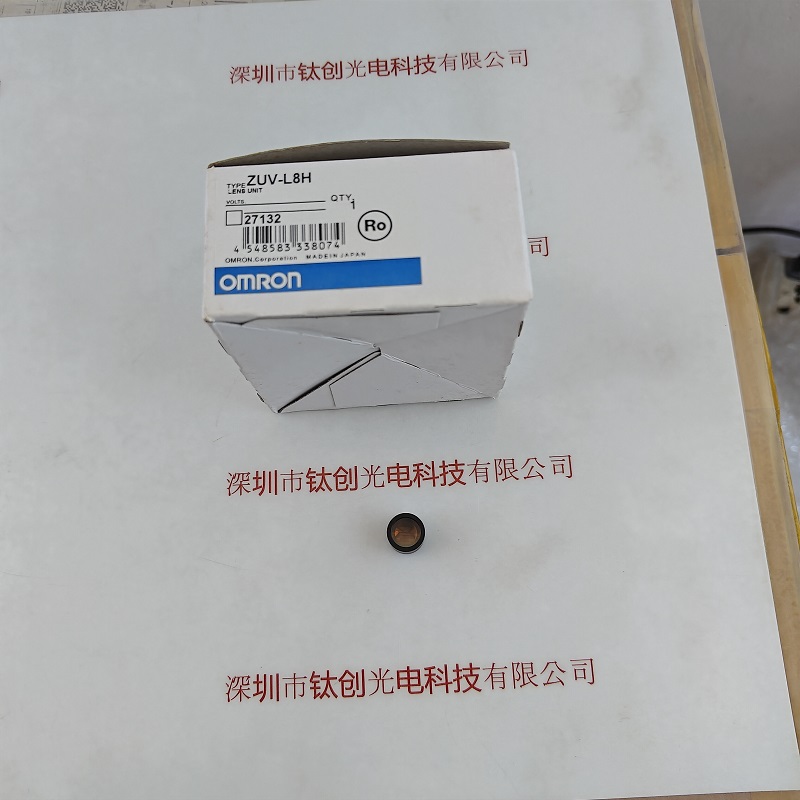 深圳市钛创光电科技有限公司
TYPE ZUV-L8H
LENS UNIT
VOLTS
QTY. 1
27132
Ro
4 548583 338074
OMRON Corporation MADE IN JAPAN
OMRON
司
深圳市钛创光电科技有限公司
深圳市钛创光电科技有限公司